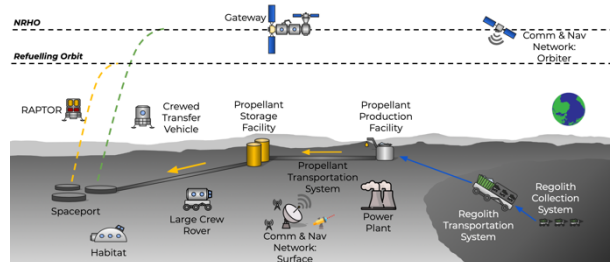 NRHO
Gateway
Comm & Nav
Network:
Orbiter
Refuelling Orbit
RAPTOR
Crewed
Transfer
Vehicle
Propellant
Storage
Facility
Propellant
Production
Facility
Propellant
Transportation
System
Spaceport
Large Crew
Rover
Habitat
Comm & Nav
Network:
Surface
Power
Plant
Regolith
Transportation
System
Regolith
Collection
System